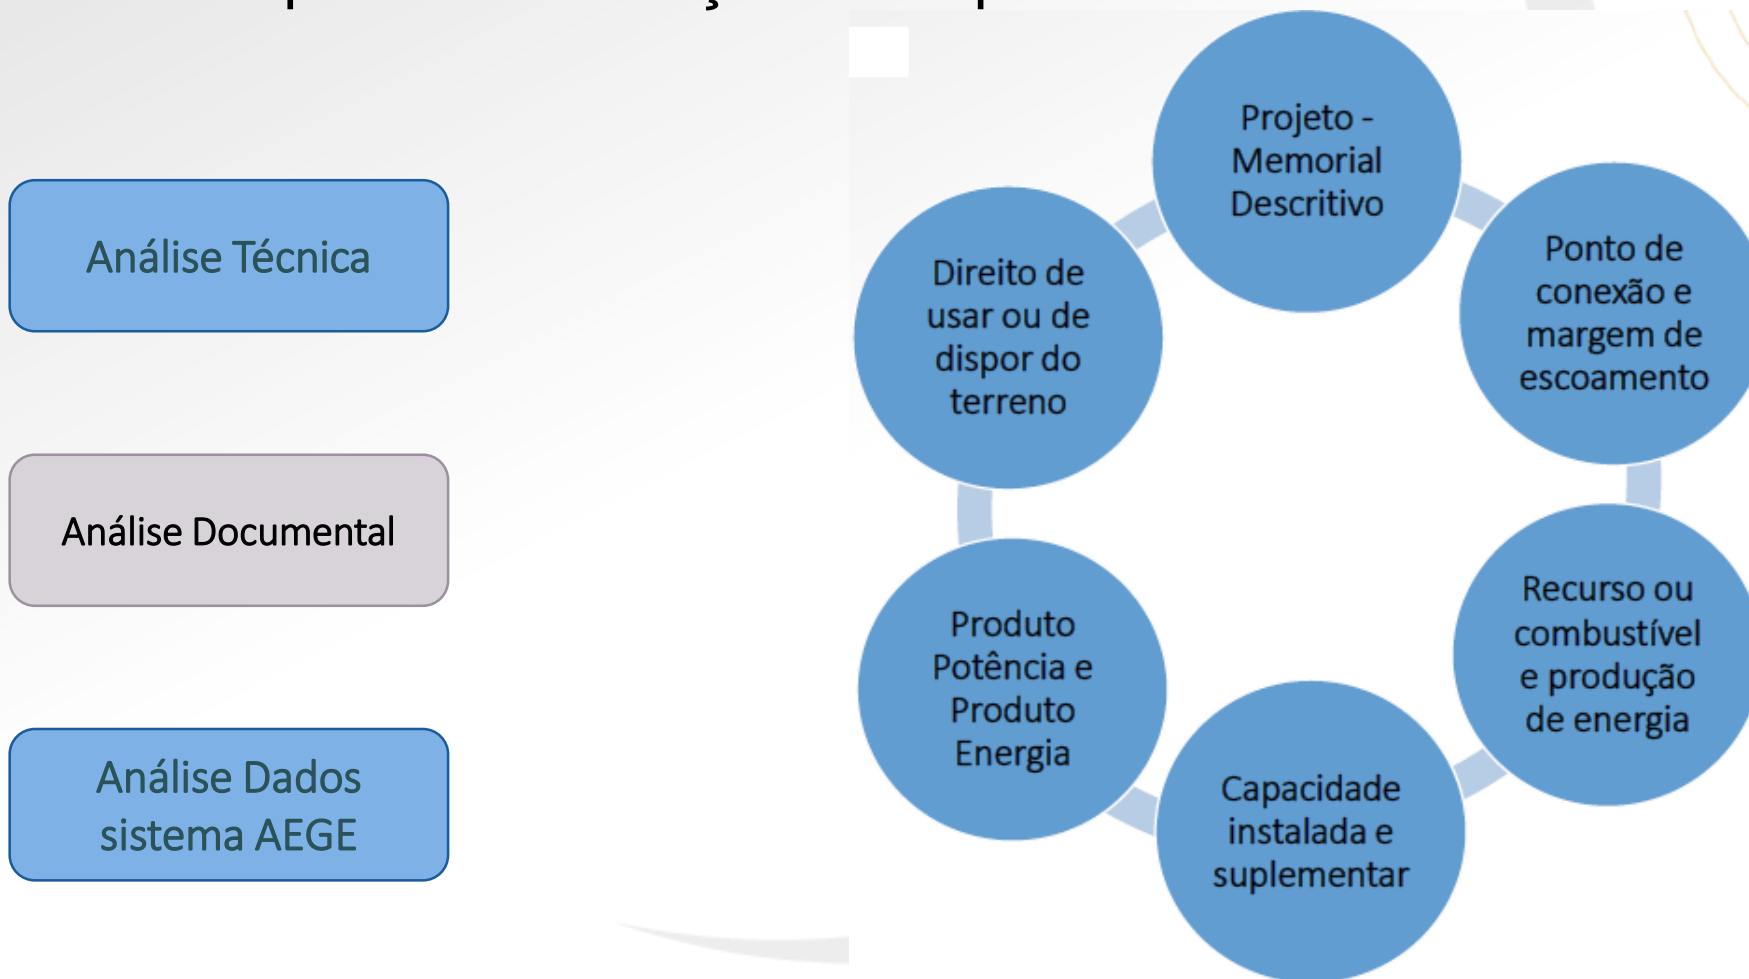 Análise Técnica
Análise Documental
Análise Dados
sistema AEGE
Projeto -
Memorial
Descritivo
Ponto de
conexão e
margem de
escoamento
Recurso ou
combustível
e produção
de energia
Capacidade
instalada e
suplementar
Produto
Potência e
Produto
Energia
Direito de
usar ou de
dispor do
terreno